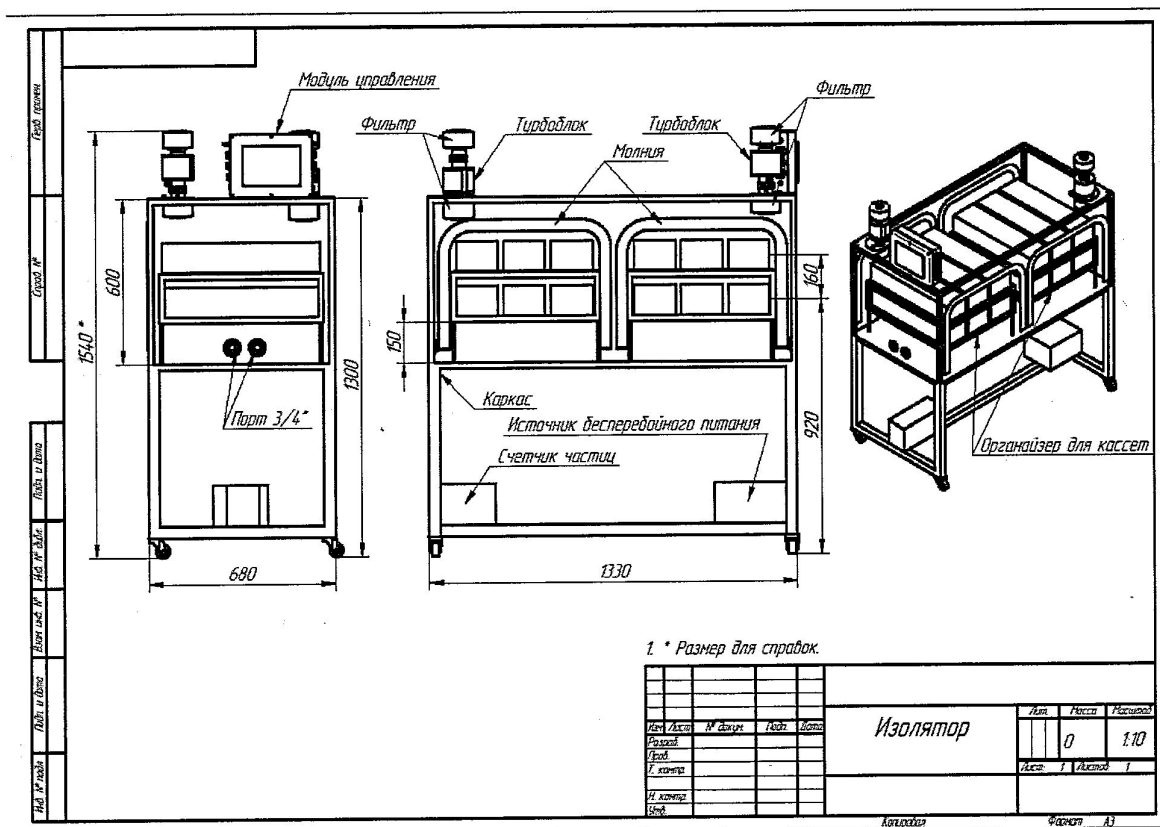 Перв. примен.
Справ. №
Подп. и дата
Инв. № дубл.
Взам. инв. №
Подп. и дата
Инв. № подл.
Модуль управления
Фильтр
Турбоблок
Турбоблок
Фильтр
Молния
600
1540*
1300
150
160
920
Порт 3/4"
Каркас
Источник бесперебойного питания
Счетчик частиц
Органайзер для кассет
680
1330
1. * Размер для справок.
Изм. Лист № докум. Подп. Дата
Разраб.
Пров.
Т. контр.
Н. контр.
Утв.
Изолятор
Лит. Масса Масштаб
0 1:10
Лист 1 Листов 1
Копировал Формат А3